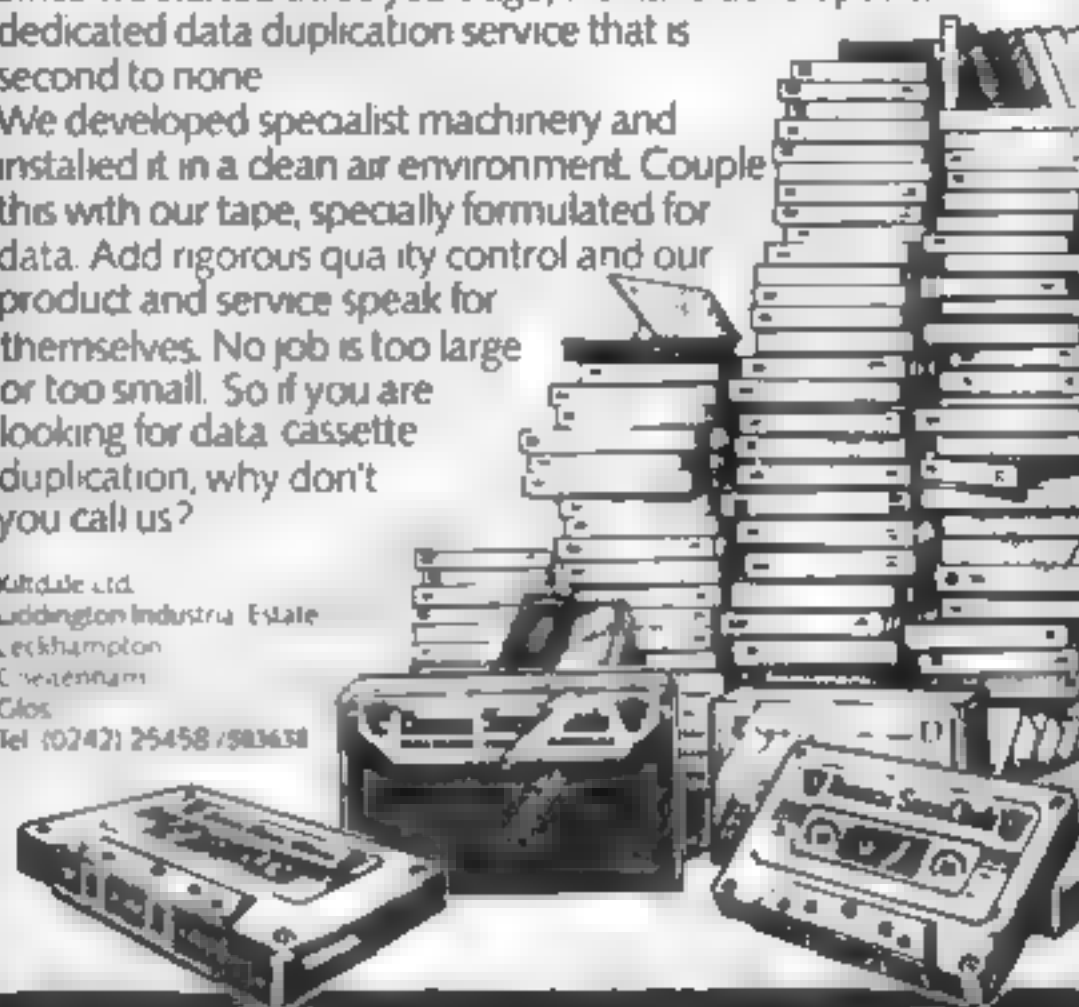 dedicated data duplication service that is
second to none
We developed specialist machinery and
installed it in a clean air environment. Couple
this with our tape, specially formulated for
data. Add rigorous quality control and our
product and service speak for
themselves. No job is too large
or too small. So if you are
looking for data cassette
duplication, why don't
you call us?
Ltd.
Industrial Estate
Leckhampton
Cheltenham
Glos
Tel (0242) 25458 / 583638